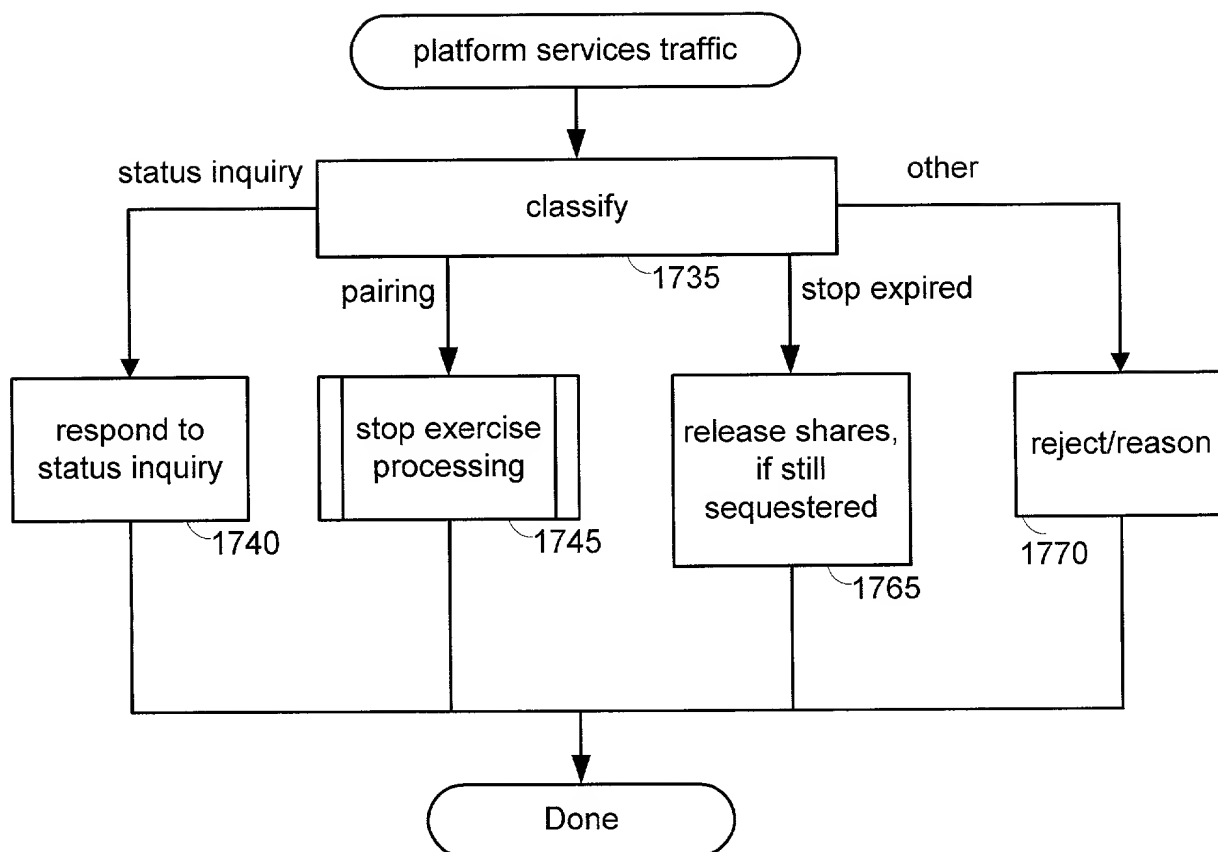 platform services traffic
status inquiry
other
classify
1735
pairing
stop expired
respond to
status inquiry
stop exercise
processing
release shares,
if still
sequestered
reject/reason
1740
1745
1765
1770
Done